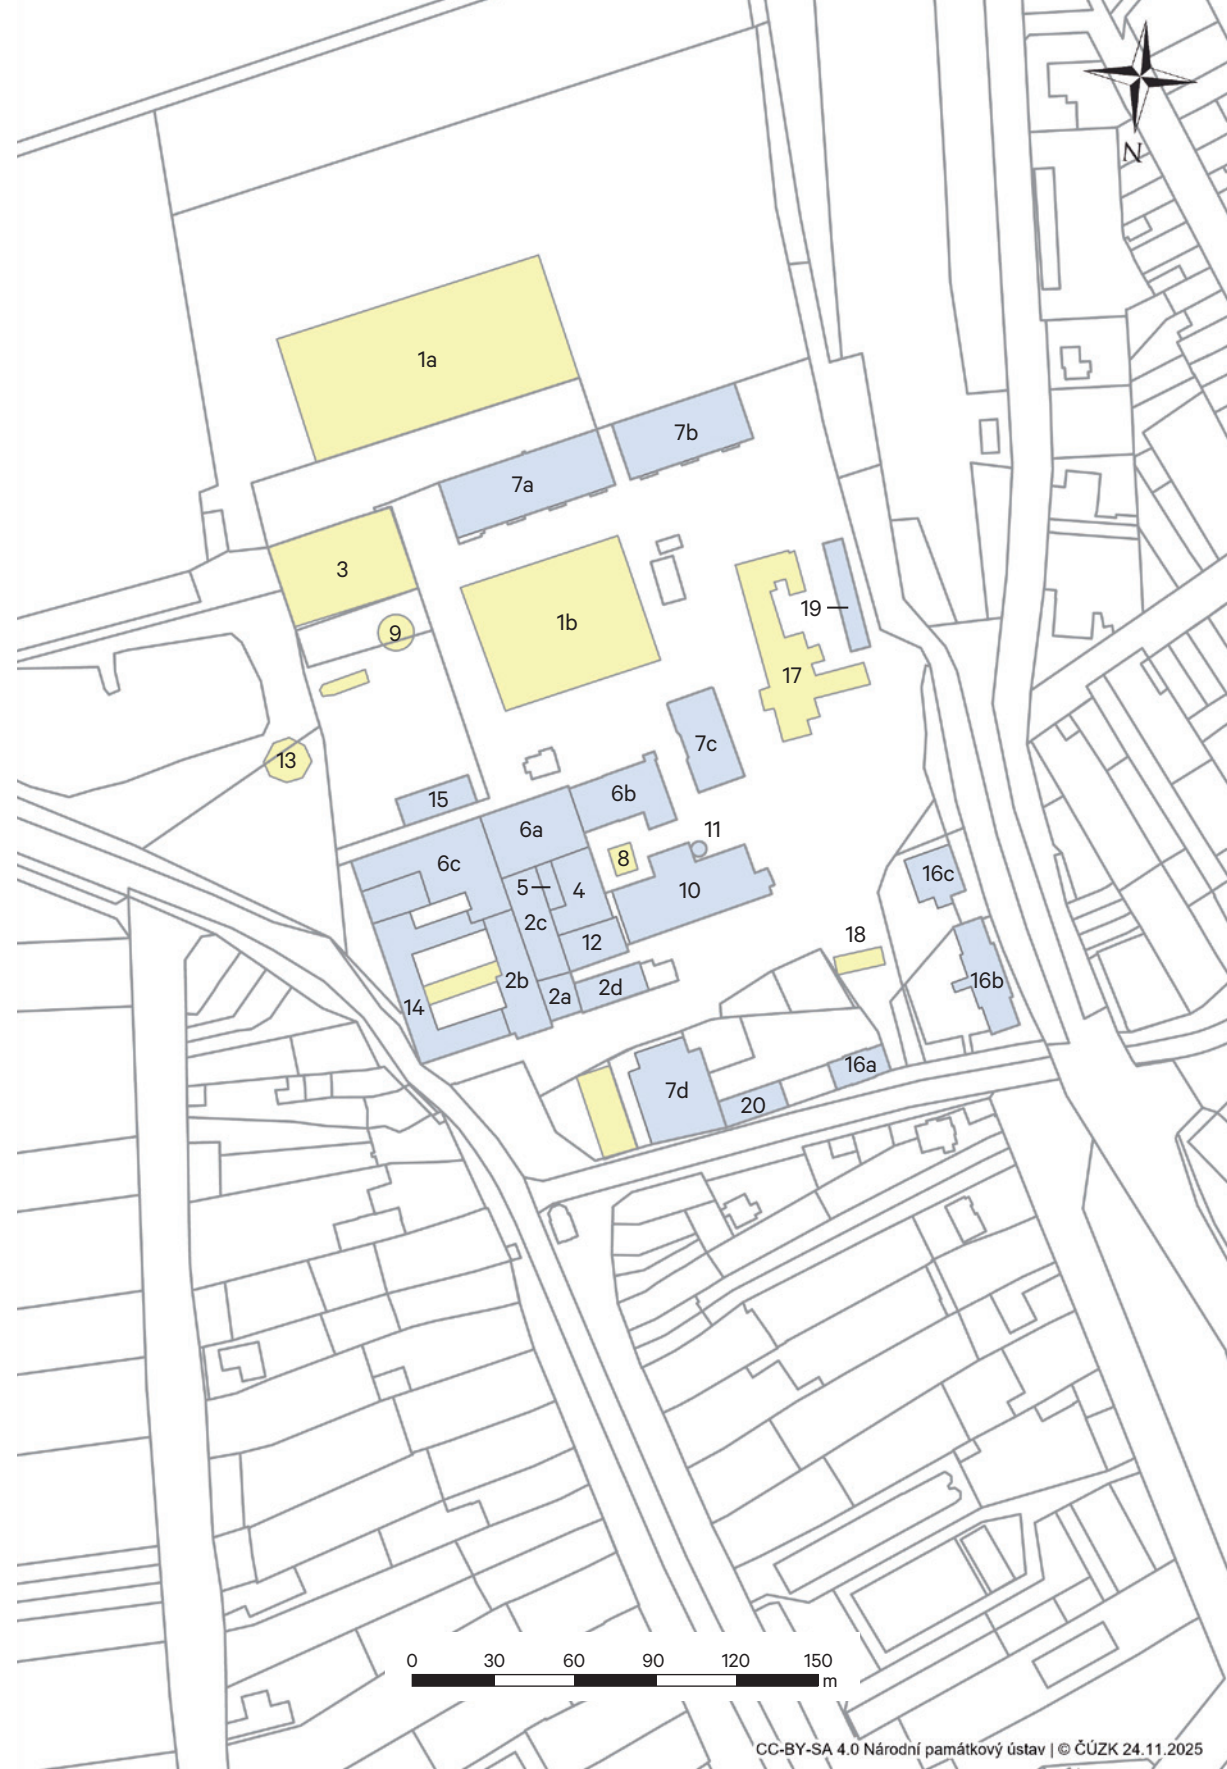 N
1a
7b
7a
3
1b
19
9
17
7c
13
15
6b
6a
11
8
6c
5
4
10
16c
2c
12
18
2b
2d
16b
2a
14
16a
7d
20
0 30 60 90 120 150
m
CC-BY-SA 4.0 Národní památkový ústav | © ČÚZK 24.11.2025